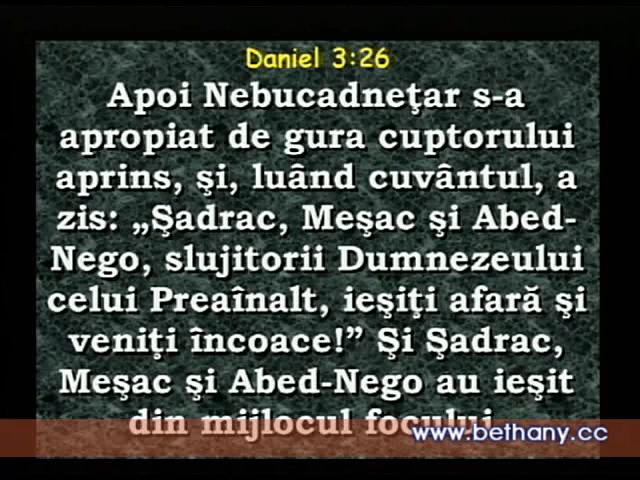 Daniel 3:26
Apoi Nebucadneţar s-a
apropiat de gura cuptorului
aprins, şi, luând cuvântul, a
zis: „Şadrac, Meşac şi Abed-
Nego, slujitorii Dumnezeului
celui Preaînalt, ieşiţi afară şi
veniţi încoace!” Şi Şadrac,
Meşac şi Abed-Nego au ieşit
din mijlocul focului
www.bethany.cc